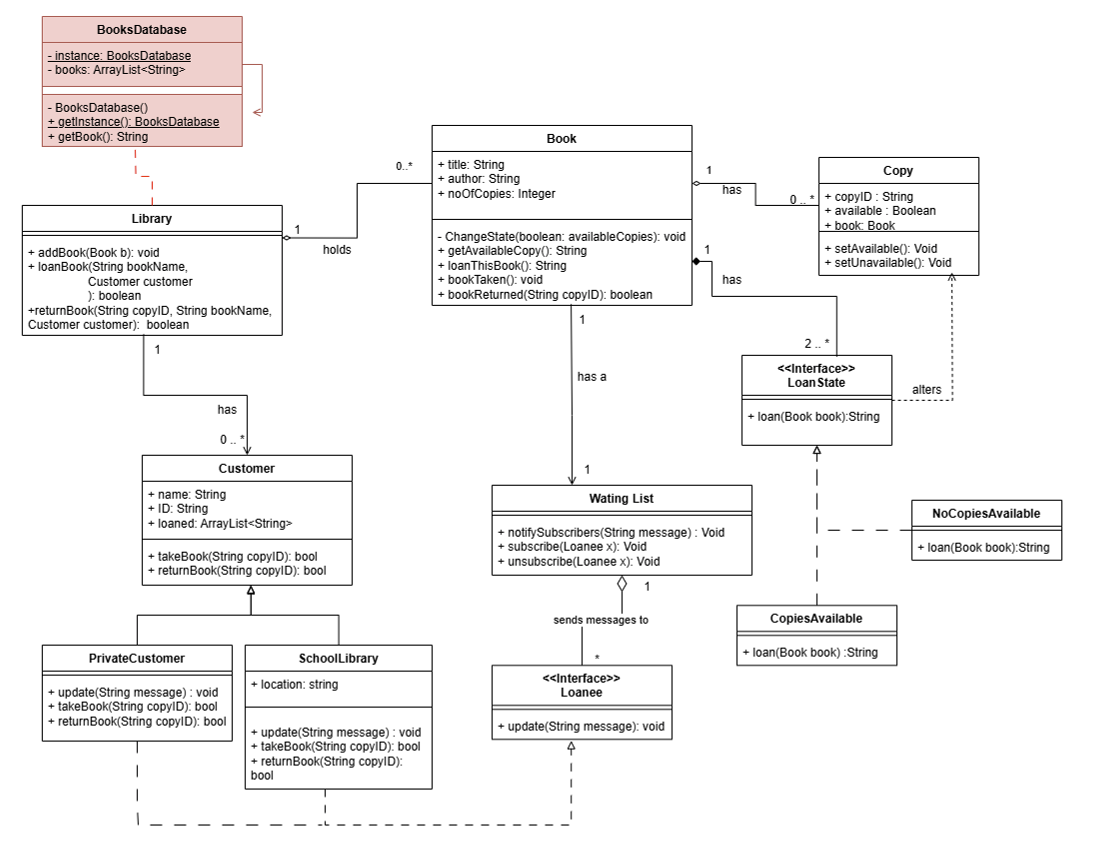 BooksDatabase
- instance: BooksDatabase
- books: ArrayList<String>
- BooksDatabase()
+ getInstance(): BooksDatabase
+ getBook(): String
Library
+ addBook(Book b): void
+ loanBook(String bookName,
Customer customer
): boolean
+returnBook(String copyID, String bookName,
Customer customer): boolean
1
holds
0..*
Book
+ title: String
+ author: String
+ noOfCopies: Integer
- ChangeState(boolean: availableCopies): void
+ getAvailableCopy(): String
+ loanThisBook(): String
+ bookTaken(): void
+ bookReturned(String copyID): boolean
1
has
0 .. *
Copy
+ copyID : String
+ available : Boolean
+ book: Book
+ setAvailable(): Void
+ setUnavailable(): Void
1
has
2 .. *
<<Interface>>
LoanState
+ loan(Book book):String
alters
1
has
0 .. *
Customer
+ name: String
+ ID: String
+ loaned: ArrayList<String>
+ takeBook(String copyID): bool
+ returnBook(String copyID): bool
1
has a
1
Wating List
+ notifySubscribers(String message) : Void
+ subscribe(Loanee x): Void
+ unsubscribe(Loanee x): Void
NoCopiesAvailable
+ loan(Book book):String
CopiesAvailable
+ loan(Book book) :String
1
sends messages to
*
<<Interface>>
Loanee
+ update(String message): void
PrivateCustomer
+ update(String message) : void
+ takeBook(String copyID): bool
+ returnBook(String copyID): bool
SchoolLibrary
+ location: string
+ update(String message) : void
+ takeBook(String copyID): bool
+ returnBook(String copyID):
bool